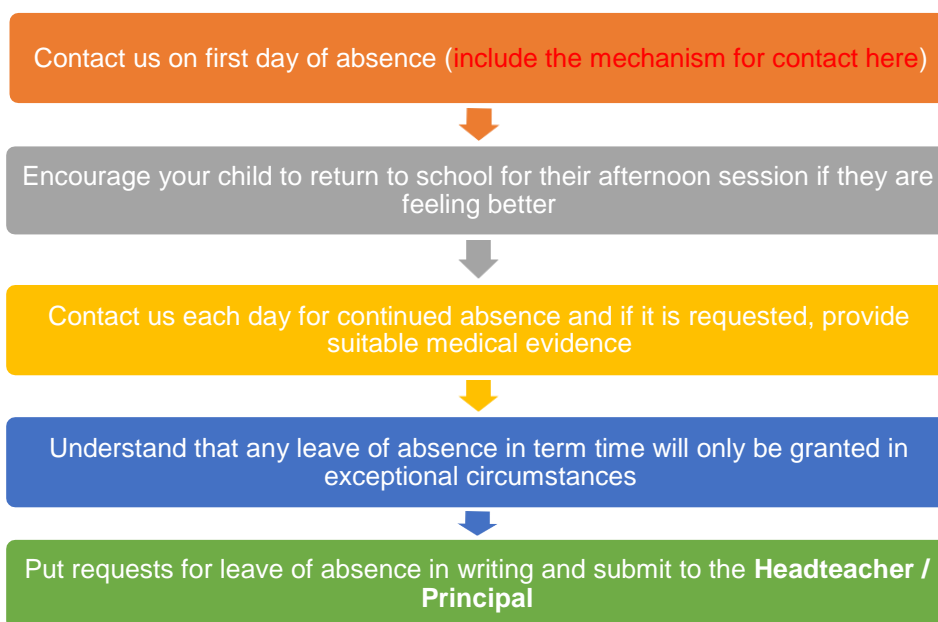 Contact us on first day of absence (include the mechanism for contact here)
Encourage your child to return to school for their afternoon session if they are
feeling better
Contact us each day for continued absence and if it is requested, provide
suitable medical evidence
Understand that any leave of absence in term time will only be granted in
exceptional circumstances
Put requests for leave of absence in writing and submit to the Headteacher /
Principal